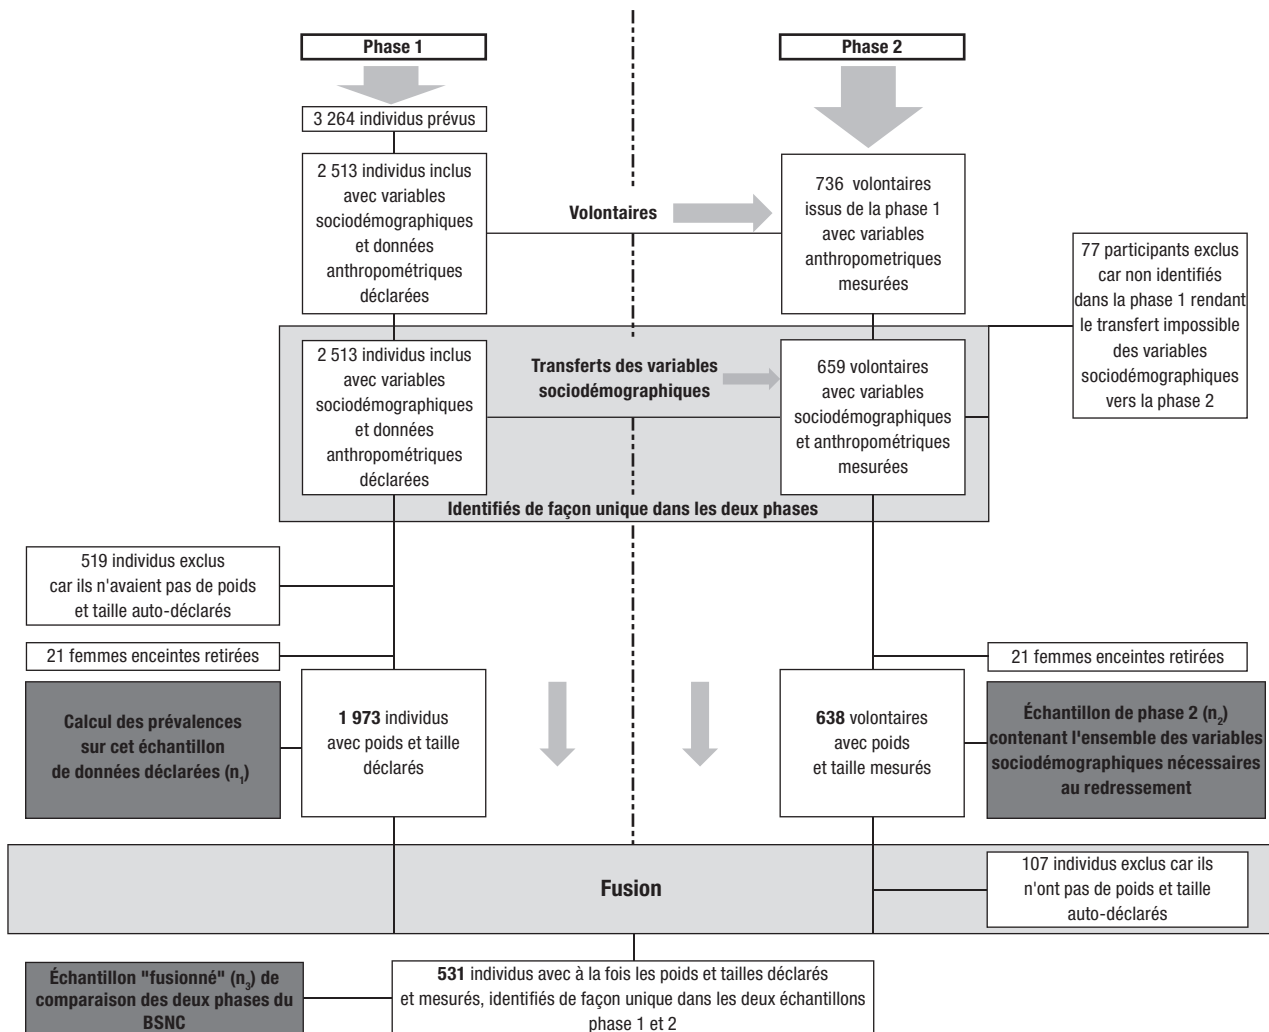 Phase 1
Phase 2
3 264 individus prévus
2 513 individus inclus
avec variables
sociodémographiques
et données
anthropométriques
déclarées
Volontaires
736 volontaires
issus de la phase 1
avec variables
anthropometriques
mesurées
77 participants exclus
car non identifiés
dans la phase 1 rendant
le transfert impossible
des variables
sociodémographiques
vers la phase 2
2 513 individus inclus
avec variables
sociodémographiques
et données
anthropométriques
déclarées
Transferts des variables
sociodémographiques
659 volontaires
avec variables
sociodémographiques
et anthropométriques
mesurées
Identifiés de façon unique dans les deux phases
519 individus exclus
car ils n'avaient pas de poids
et taille auto-déclarés
21 femmes enceintes retirées
21 femmes enceintes retirées
Calcul des prévalences
sur cet échantillon
de données déclarées (n1)
1 973 individus
avec poids et taille
déclarés
638 volontaires
avec poids
et taille mesurés
Échantillon de phase 2 (n2)
contenant l'ensemble des variables
sociodémographiques nécessaires
au redressement
Fusion
107 individus exclus car ils
n'ont pas de poids et taille
auto-déclarés
Échantillon "fusionné" (n3) de
comparaison des deux phases du
BSNC
531 individus avec à la fois les poids et tailles déclarés
et mesurés, identifiés de façon unique dans les deux échantillons
phase 1 et 2